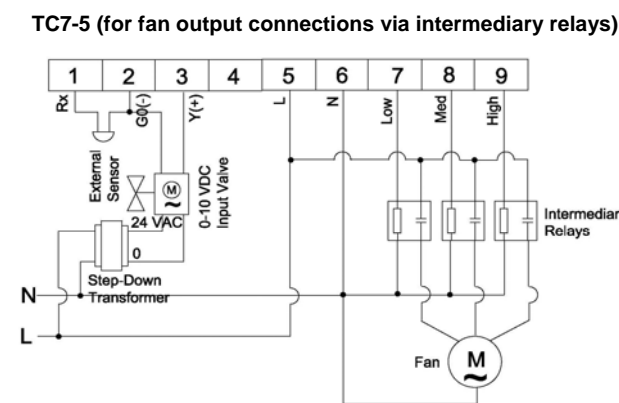 TC7-5 (for fan output connections via intermediary relays)
1 2 3 4 5 6 7 8 9
Rx
G0(-)
Y(+)
L
N
Low
Med
High
External
Sensor
M
0-10 VDC
Input Valve
24 VAC
0
Step-Down
Transformer
Intermediar
Relays
N
L
Fan
M